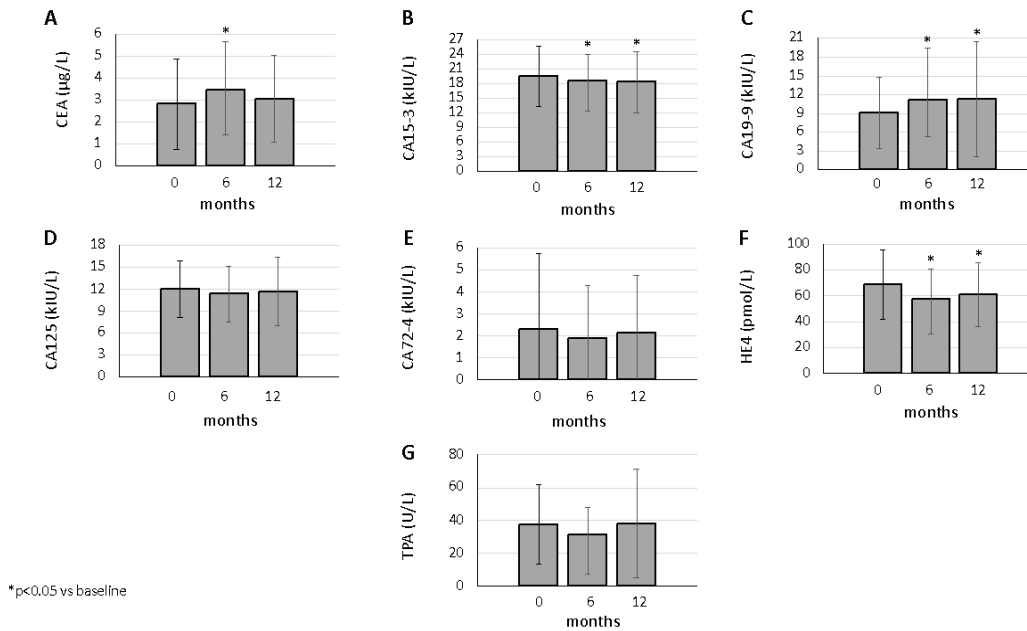 A
CEA (µg/L)
6
5
4
3
2
1
0
*
0 6 12
months
B
CA15-3 (kIU/L)
27
24
21
18
15
12
9
6
3
0
* *
0 6 12
months
C
CA19-9 (kIU/L)
21
18
15
12
9
6
3
0
* *
0 6 12
months
D
CA125 (kIU/L)
18
15
12
9
6
3
0
0 6 12
months
E
CA72-4 (kIU/L)
6
5
4
3
2
1
0
0 6 12
months
F
HE4 (pmol/L)
100
80
60
40
20
0
* *
0 6 12
months
G
TPA (U/L)
80
60
40
20
0
0 6 12
months
*p<0.05 vs baseline